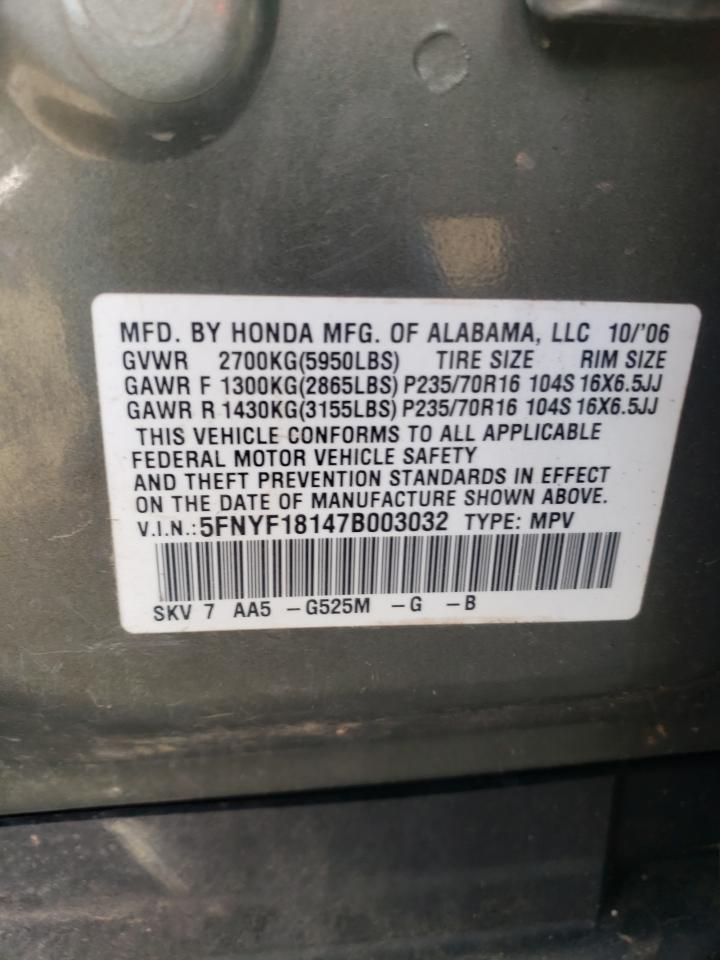 MFD. BY HONDA MFG. OF ALABAMA, LLC 10/'06
GVWR 2700KG(5950LBS) TIRE SIZE RIM SIZE
GAWR F 1300KG(2865LBS) P235/70R16 104S 16X6.5JJ
GAWR R 1430KG(3155LBS) P235/70R16 104S 16X6.5JJ
THIS VEHICLE CONFORMS TO ALL APPLICABLE
FEDERAL MOTOR VEHICLE SAFETY
AND THEFT PREVENTION STANDARDS IN EFFECT
ON THE DATE OF MANUFACTURE SHOWN ABOVE.
V.I.N.: 5FNYF18147B003032 TYPE: MPV
SKV 7 AA5 -G525M -G -B